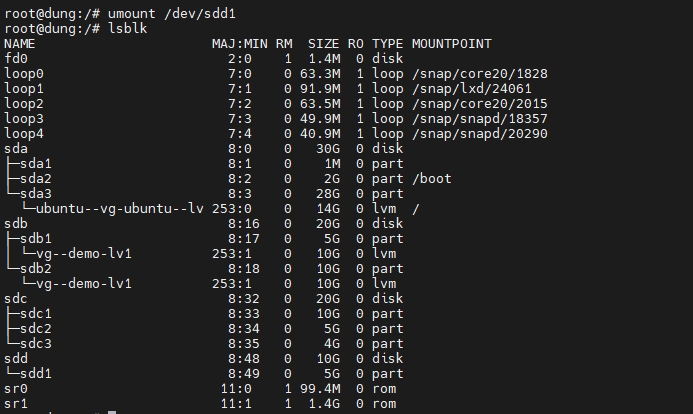 root@dung:/# umount /dev/sdd1
root@dung:/# lsblk
NAME                      MAJ:MIN RM  SIZE RO TYPE MOUNTPOINT
fd0                         2:0    1  1.4M  0 disk
loop0                       7:0    0 63.3M  1 loop /snap/core20/1828
loop1                       7:1    0 91.9M  1 loop /snap/lxd/24061
loop2                       7:2    0 63.5M  1 loop /snap/core20/2015
loop3                       7:3    0 49.9M  1 loop /snap/snapd/18357
loop4                       7:4    0 40.9M  1 loop /snap/snapd/20290
sda                         8:0    0   30G  0 disk
├─sda1                      8:1    0    1M  0 part
├─sda2                      8:2    0    2G  0 part /boot
└─sda3                      8:3    0   28G  0 part
  └─ubuntu--vg-ubuntu--lv 253:0    0   14G  0 lvm  /
sdb                         8:16   0   20G  0 disk
├─sdb1                      8:17   0    5G  0 part
│ └─vg--demo-lv1          253:1    0   10G  0 lvm
└─sdb2                      8:18   0   10G  0 part
  └─vg--demo-lv1          253:1    0   10G  0 lvm
sdc                         8:32   0   20G  0 disk
├─sdc1                      8:33   0   10G  0 part
├─sdc2                      8:34   0    5G  0 part
└─sdc3                      8:35   0    4G  0 part
sdd                         8:48   0   10G  0 disk
└─sdd1                      8:49   0    5G  0 part
sr0                        11:0    1 99.4M  0 rom
sr1                        11:1    1  1.4G  0 rom